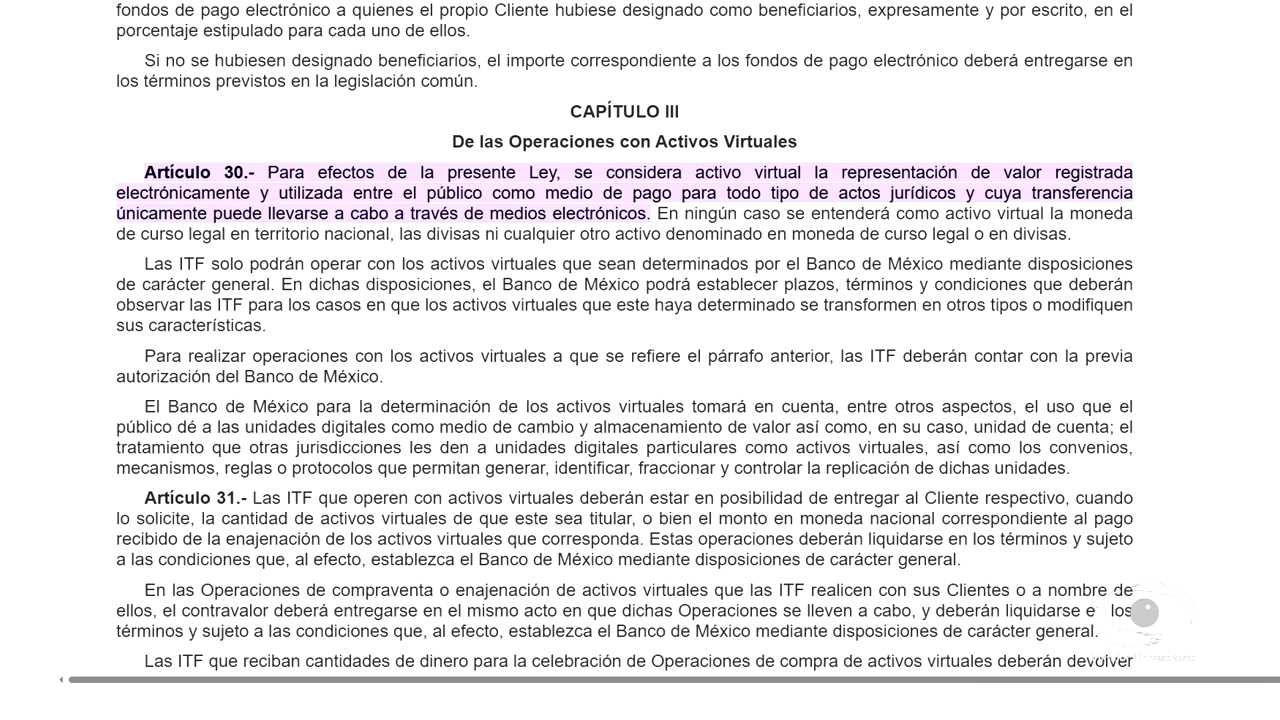 fondos de pago electrónico a quienes el propio Cliente hubiese designado como beneficiarios, expresamente y por escrito, en el
porcentaje estipulado para cada uno de ellos.
Si no se hubiesen designado beneficiarios, el importe correspondiente a los fondos de pago electrónico deberá entregarse en
los términos previstos en la legislación común.
CAPÍTULO III
De las Operaciones con Activos Virtuales
Artículo 30.- Para efectos de la presente Ley, se considera activo virtual la representación de valor registrada
electrónicamente y utilizada entre el público como medio de pago para todo tipo de actos jurídicos y cuya transferencia
únicamente puede llevarse a cabo a través de medios electrónicos. En ningún caso se entenderá como activo virtual la moneda
de curso legal en territorio nacional, las divisas ni cualquier otro activo denominado en moneda de curso legal o en divisas.
Las ITF solo podrán operar con los activos virtuales que sean determinados por el Banco de México mediante disposiciones
de carácter general. En dichas disposiciones, el Banco de México podrá establecer plazos, términos y condiciones que deberán
observar las ITF para los casos en que los activos virtuales que este haya determinado se transformen en otros tipos o modifiquen
sus características.
Para realizar operaciones con los activos virtuales a que se refiere el párrafo anterior, las ITF deberán contar con la previa
autorización del Banco de México.
El Banco de México para la determinación de los activos virtuales tomará en cuenta, entre otros aspectos, el uso que el
público dé a las unidades digitales como medio de cambio y almacenamiento de valor así como, en su caso, unidad de cuenta; el
tratamiento que otras jurisdicciones les den a unidades digitales particulares como activos virtuales, así como los convenios,
mecanismos, reglas o protocolos que permitan generar, identificar, fraccionar y controlar la replicación de dichas unidades.
Artículo 31.- Las ITF que operen con activos virtuales deberán estar en posibilidad de entregar al Cliente respectivo, cuando
lo solicite, la cantidad de activos virtuales de que este sea titular, o bien el monto en moneda nacional correspondiente al pago
recibido de la enajenación de los activos virtuales que corresponda. Estas operaciones deberán liquidarse en los términos y sujeto
a las condiciones que, al efecto, establezca el Banco de México mediante disposiciones de carácter general.
En las Operaciones de compraventa o enajenación de activos virtuales que las ITF realicen con sus Clientes o a nombre de
ellos, el contravalor deberá entregarse en el mismo acto en que dichas Operaciones se lleven a cabo, y deberán liquidarse en los
términos y sujeto a las condiciones que, al efecto, establezca el Banco de México mediante disposiciones de carácter general.
Las ITF que reciban cantidades de dinero para la celebración de Operaciones de compra de activos virtuales deberán devolver